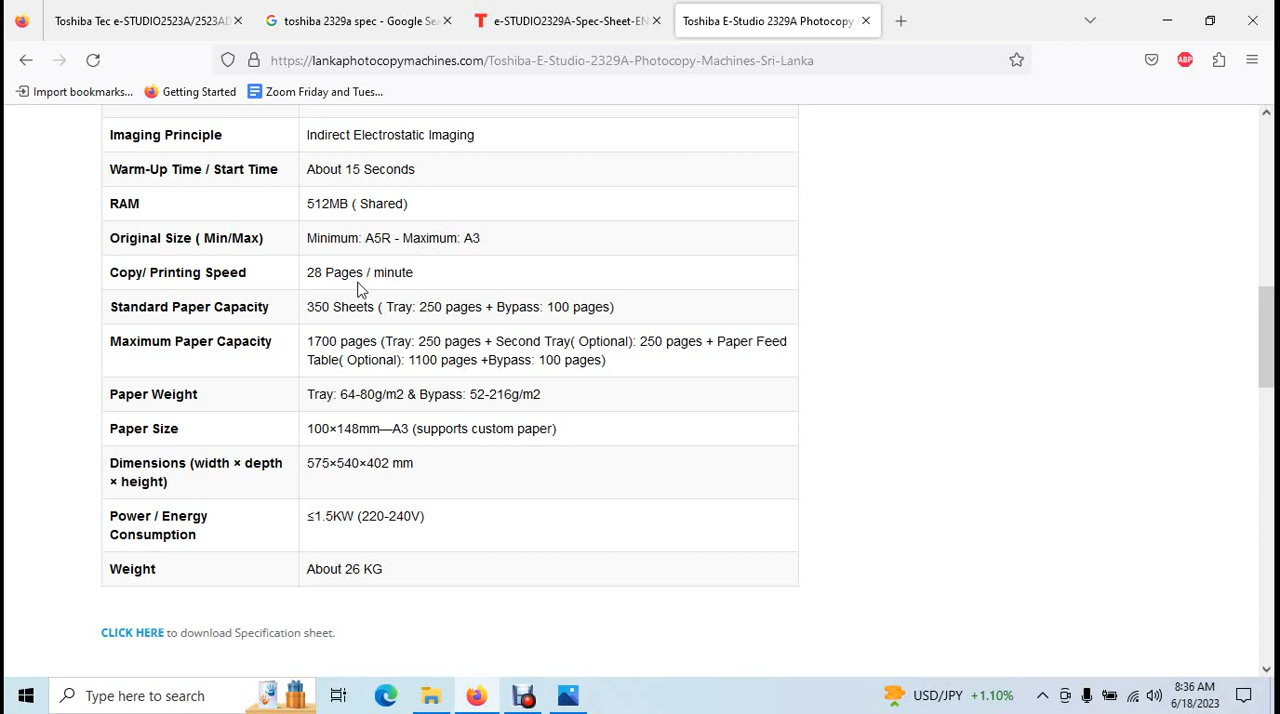 Toshiba Tec e-STUDIO2523A/2523AD
toshiba 2329a spec - Google Se
e-STUDIO2329A-Spec-Sheet-EN
Toshiba E-Studio 2329A Photocopy
https://lankaphotocopymachines.com/Toshiba-E-Studio-2329A-Photocopy-Machines-Sri-Lanka
ABP
Import bookmarks...
Getting Started
Zoom Friday and Tues...
Imaging Principle Indirect Electrostatic Imaging
Warm-Up Time / Start Time About 15 Seconds
RAM 512MB ( Shared)
Original Size ( Min/Max) Minimum: A5R - Maximum: A3
Copy/ Printing Speed 28 Pages / minute
Standard Paper Capacity 350 Sheets ( Tray: 250 pages + Bypass: 100 pages)
Maximum Paper Capacity 1700 pages (Tray: 250 pages + Second Tray( Optional): 250 pages + Paper Feed
Table( Optional): 1100 pages +Bypass: 100 pages)
Paper Weight Tray: 64-80g/m2 & Bypass: 52-216g/m2
Paper Size 100×148mm—A3 (supports custom paper)
Dimensions (width × depth 575×540×402 mm
× height)
Power / Energy ≤1.5KW (220-240V)
Consumption
Weight About 26 KG
CLICK HERE to download Specification sheet.
Type here to search
USD/JPY +1.10%
8:36 AM
6/18/2023